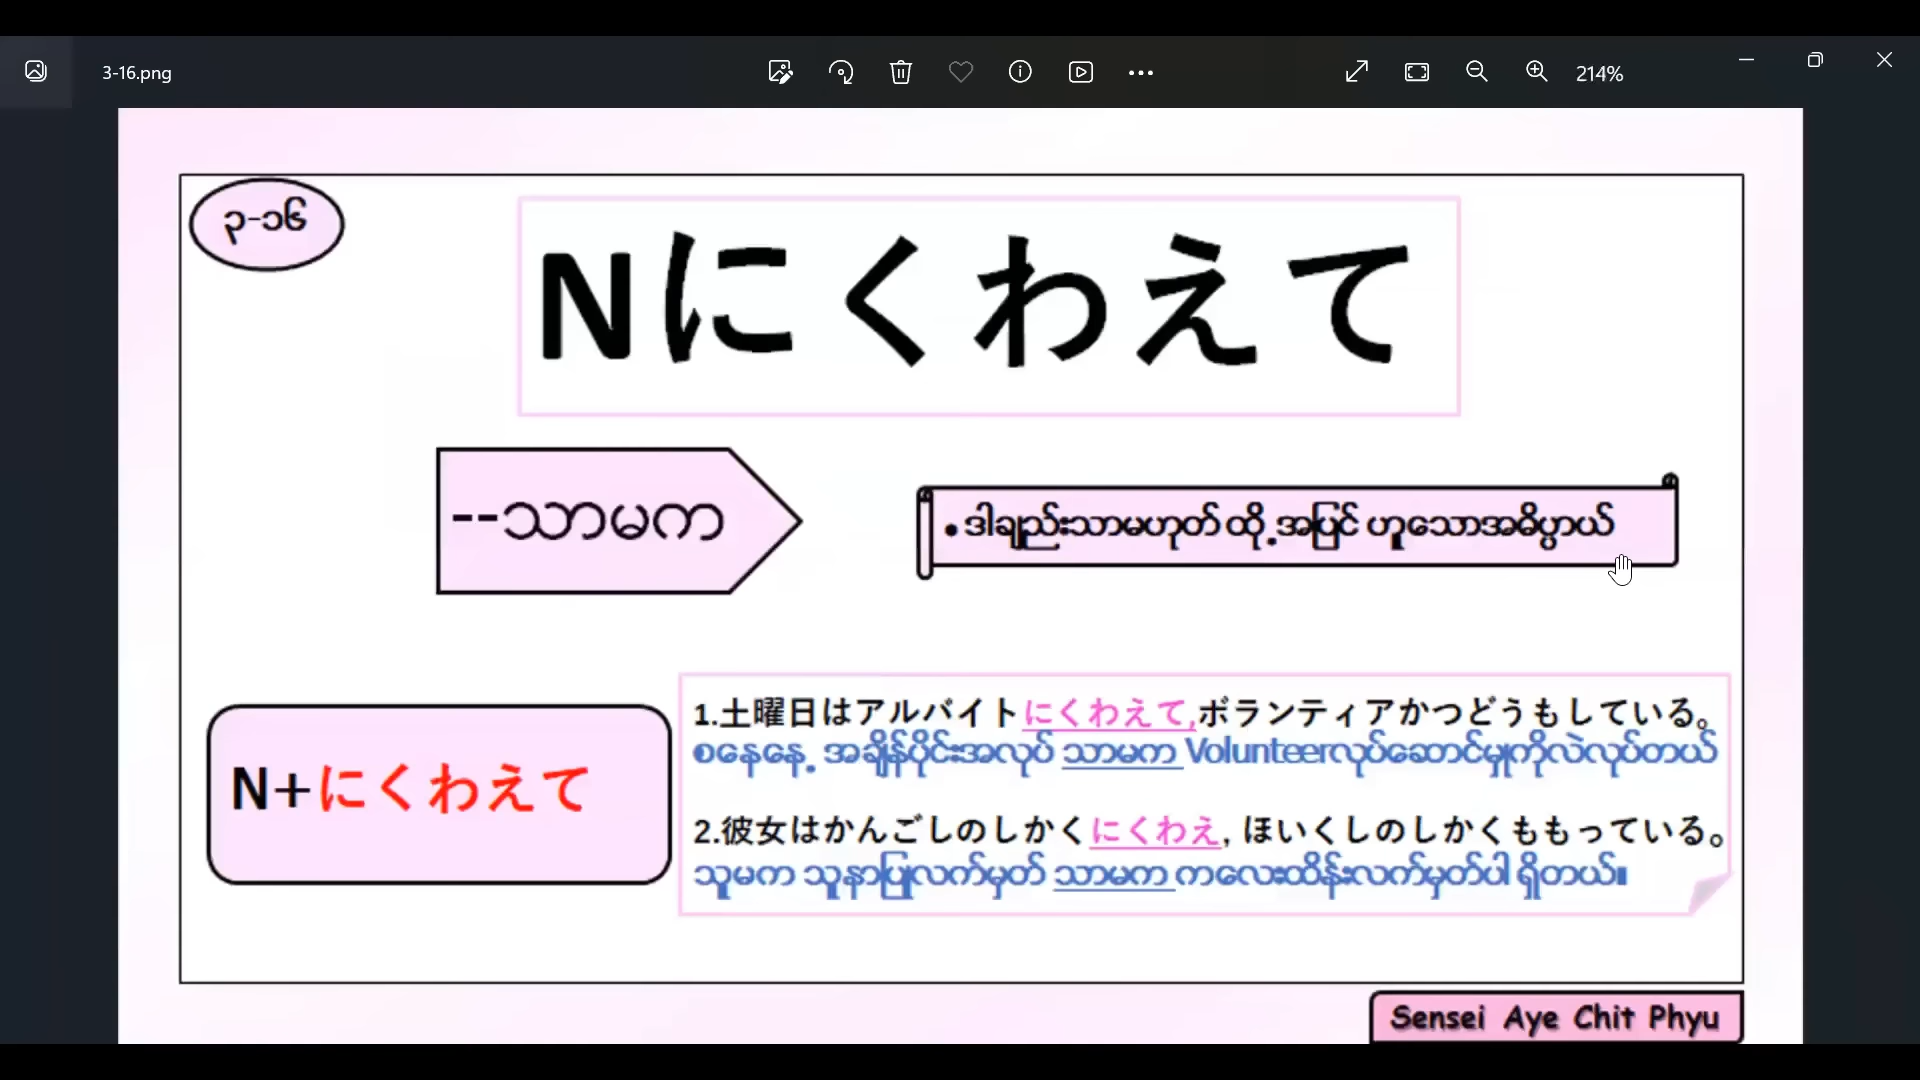 3-16.png
214%
၃-၁၆
Nにくわえて
--သာမက
• ဒါချည်းသာမဟုတ် ထို့အပြင် ဟူသောအဓိပ္ပာယ်
N+にくわえて
1.土曜日はアルバイトにくわえて,ボランティアかつどうもしている。
စနေနေ့ အချိန်ပိုင်းအလုပ် သာမက Volunteerလုပ်ဆောင်မှုကိုလဲလုပ်တယ်
2.彼女はかんごしのしかくにくわえ, ほいくしのしかくももっている。
သူမက သူနာပြုလက်မှတ် သာမက ကလေးထိန်းလက်မှတ်ပါ ရှိတယ်။
Sensei Aye Chit Phyu